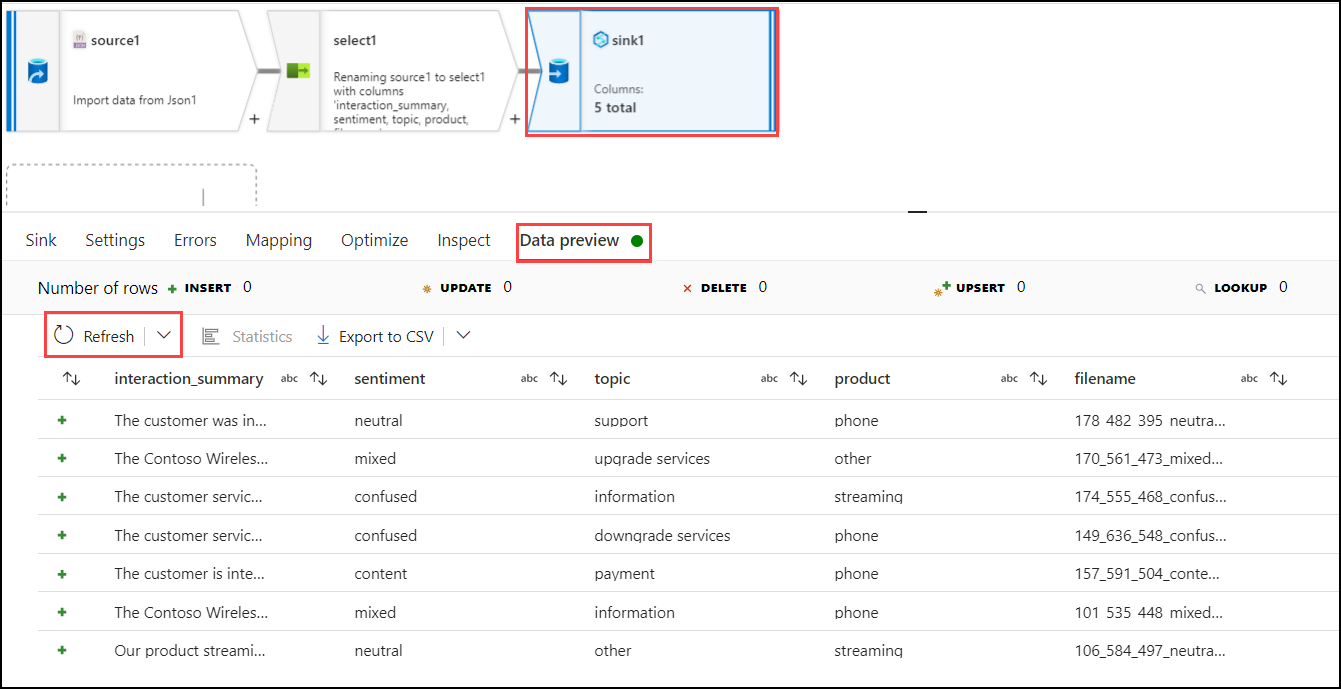 source1
Import data from Json1
select1
Renaming source1 to select1
with columns
'interaction_summary,
sentiment, topic, product,
sink1
Columns:
5 total
Sink Settings Errors Mapping Optimize Inspect Data preview
Number of rows INSERT 0 UPDATE 0 DELETE 0 UPSERT 0 LOOKUP 0
Refresh Statistics Export to CSV
interaction_summary abc sentiment abc topic abc product abc filename abc
The customer was in... neutral support phone 178_482_395_neutra...
The Contoso Wireles... mixed upgrade services other 170_561_473_mixed...
The customer servic... confused information streaming 174_555_468_confus...
The customer servic... confused downgrade services phone 149_636_548_confus...
The customer is inte... content payment phone 157_591_504_conte...
The Contoso Wireles... mixed information phone 101_535_448_mixed...
Our product streami... neutral other streaming 106_584_497_neutra...